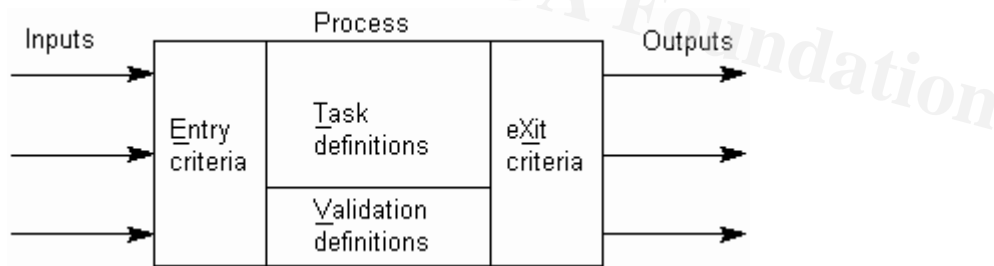 Process
Inputs
Outputs
Entry
criteria
Task
definitions
eXit
criteria
Validation
definitions
Foundation